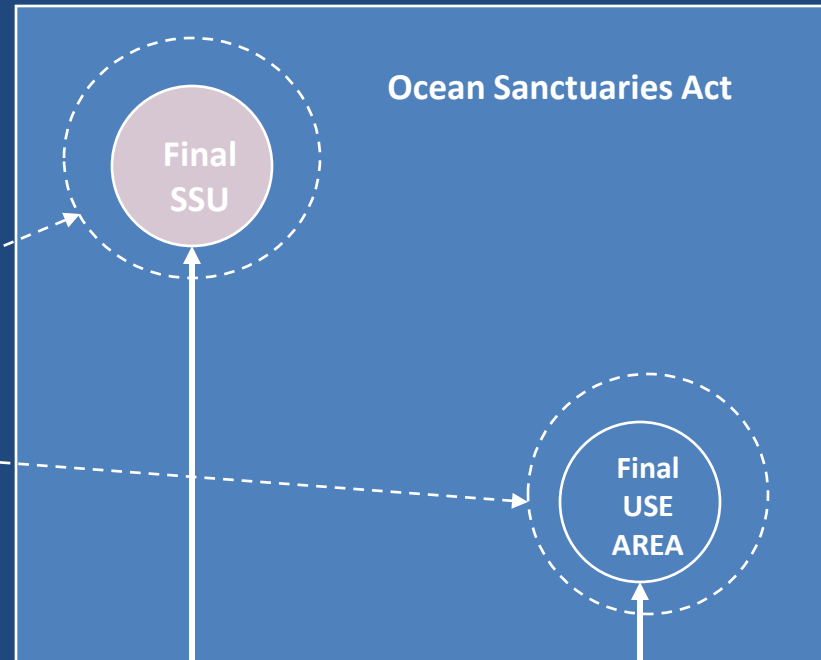 Ocean Sanctuaries Act
Final
SSU
Final
USE
AREA